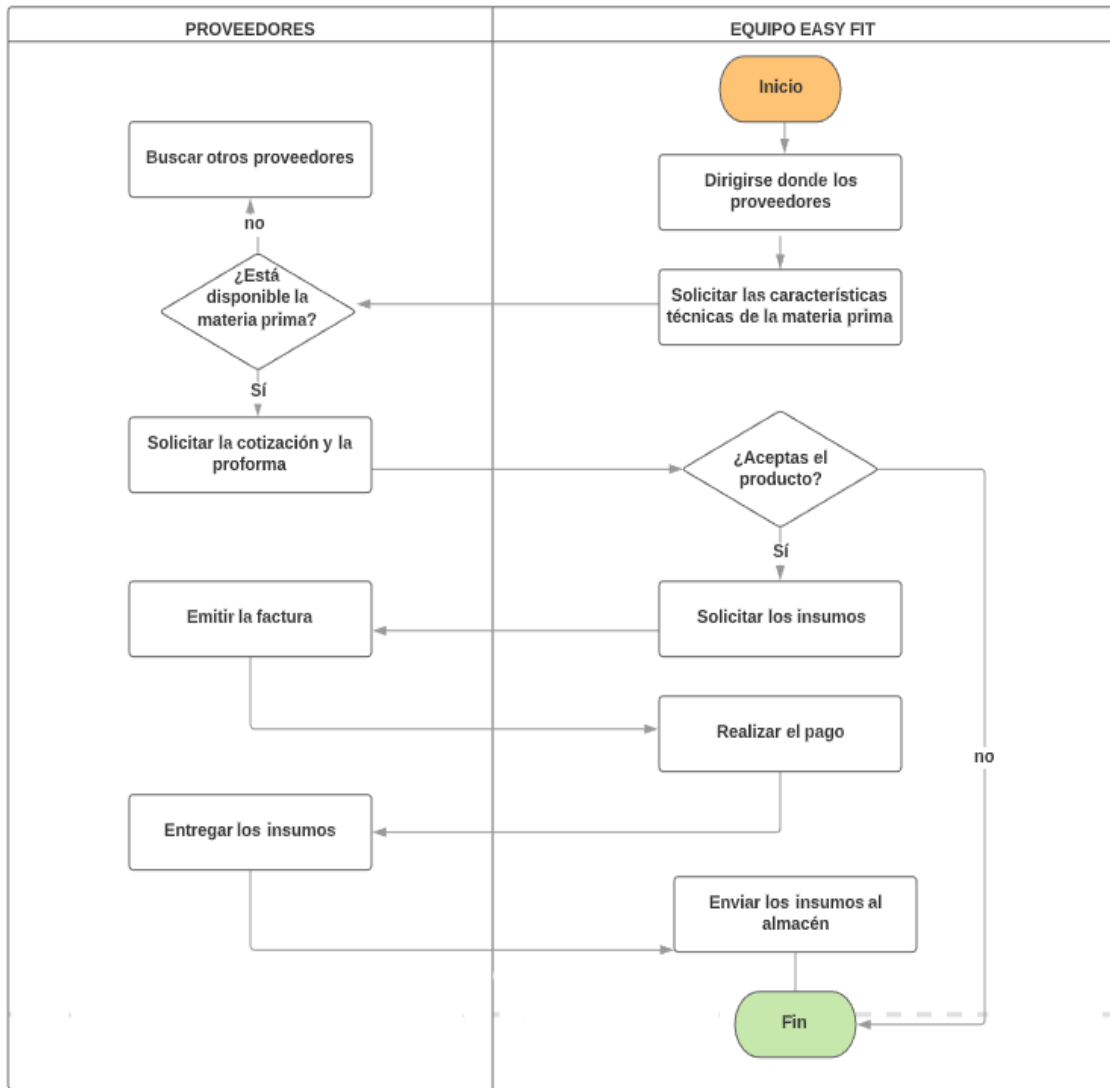 PROVEEDORES
EQUIPO EASY FIT
Inicio
Buscar otros proveedores
Dirigirse donde los
proveedores
no
¿Está
disponible la
materia prima?
Solicitar las características
técnicas de la materia prima
Sí
Solicitar la cotización y la
proforma
¿Aceptas el
producto?
Sí
Emitir la factura
Solicitar los insumos
Realizar el pago
no
Entregar los insumos
Enviar los insumos al
almacén
Fin